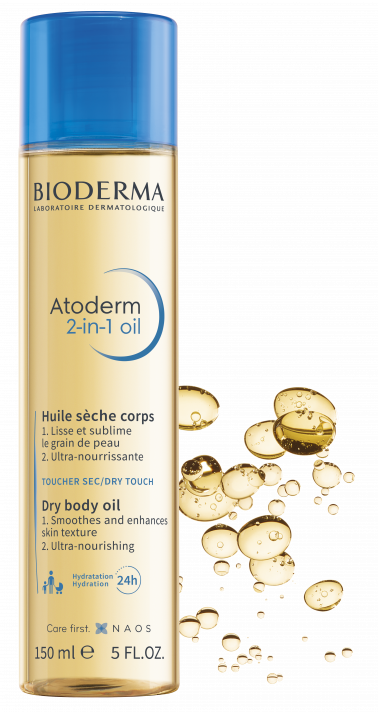 BIODERMA
LABORATOIRE DERMATOLOGIQUE
Atoderm
2-in-1 oil
Huile sèche corps
1. Lisse et sublime
le grain de peau
2. Ultra-nourrissante
TOUCHER SEC/DRY TOUCH
Dry body oil
1. Smoothes and enhances
skin texture
2. Ultra-nourishing
Hydratation
Hydration
24h
Care first. NAOS
150 ml ℮ 5 FL.OZ.